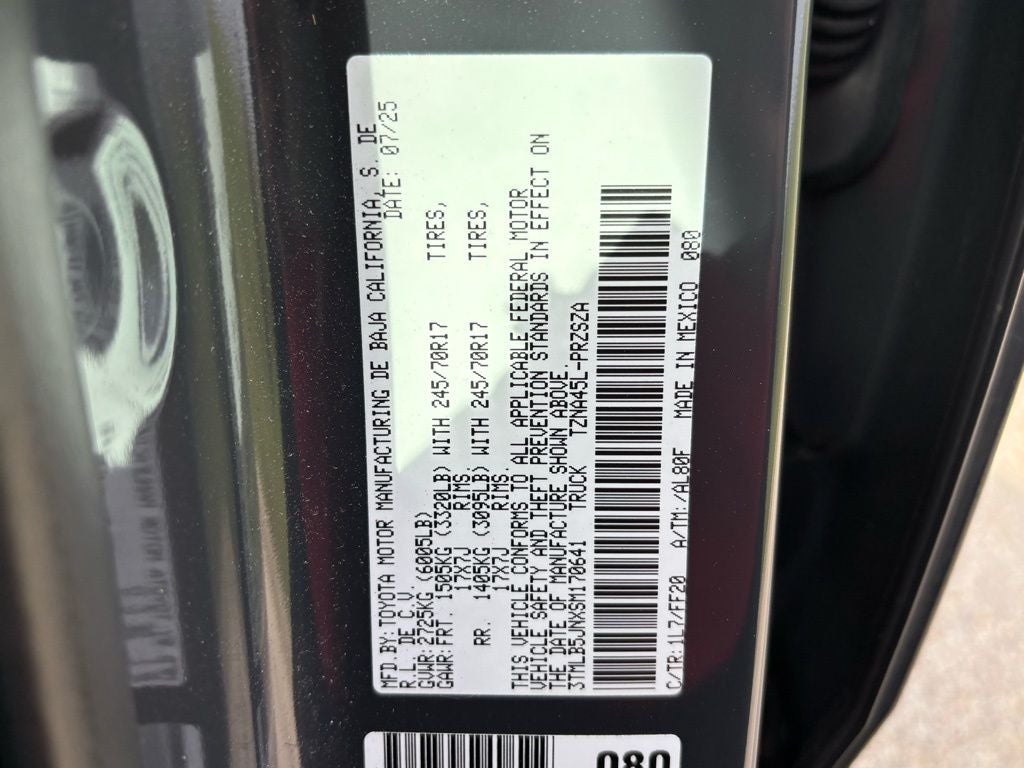 MFD.BY:TOYOTA MOTOR MANUFACTURING DE BAJA CALIFORNIA, S. DE
R.L. DE C.V. DATE: 07/25
GVWR: 2725KG (6005LB)
GAWR:FRT. 1505KG (3320LB) WITH 245/70R17 TIRES,
17X7J RIMS.
RR. 1405KG (3095LB) WITH 245/70R17 TIRES,
17X7J RIMS.
THIS VEHICLE CONFORMS TO ALL APPLICABLE FEDERAL MOTOR
VEHICLE SAFETY AND THEFT PREVENTION STANDARDS IN EFFECT ON
THE DATE OF MANUFACTURE SHOWN ABOVE.
3TMLB5JNXSM170641 TRUCK TZNA45L-PRZSZA
C/TR:1L7/FF20 A/TM:/AL80F MADE IN MEXICO 080
080